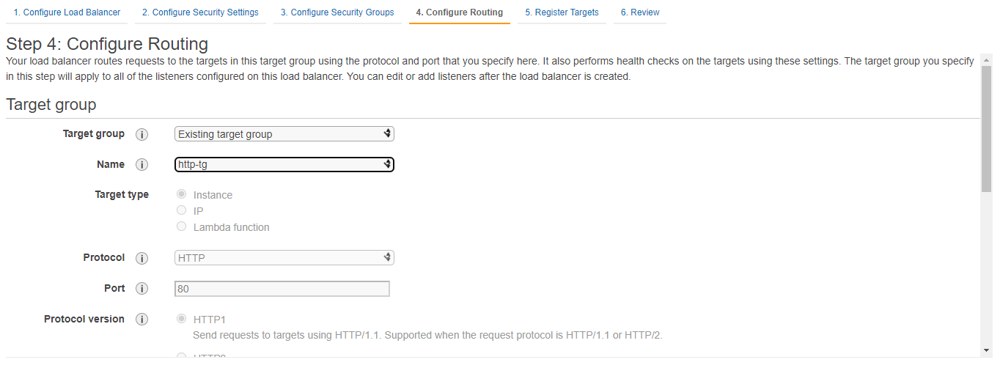 1. Configure Load Balancer 2. Configure Security Settings 3. Configure Security Groups 4. Configure Routing 5. Register Targets 6. Review
Step 4: Configure Routing
Your load balancer routes requests to the targets in this target group using the protocol and port that you specify here. It also performs health checks on the targets using these settings. The target group you specify
in this step will apply to all of the listeners configured on this load balancer. You can edit or add listeners after the load balancer is created.
Target group
Target group i Existing target group
Name i http-tg
Target type Instance
IP
Lambda function
Protocol i HTTP
Port i 80
Protocol version i HTTP1
Send requests to targets using HTTP/1.1. Supported when the request protocol is HTTP/1.1 or HTTP/2.